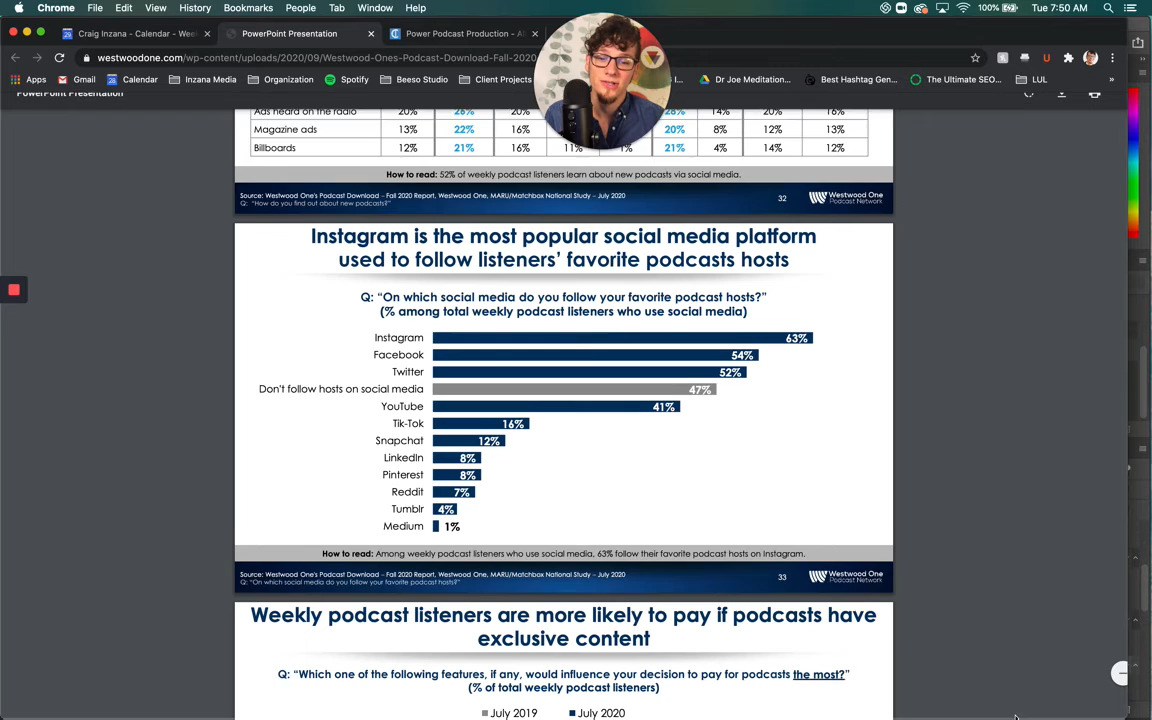 Chrome File Edit View History Bookmarks People Tab Window Help 100% Tue 7:50 AM
Craig Inzana - Calendar - Wee PowerPoint Presentation Power Podcast Production - A
westwoodone.com/wp-content/uploads/2020/09/Westwood-Ones-Podcast-Download-Fall-2020
Apps Gmail Calendar Inzana Media Organization Spotify Beeso Studio Client Projects Dr Joe Meditation... Best Hashtag Gen... The Ultimate SEO... LUL
PowerPoint Presentation
Ads heard on the radio 20% 28% 20% 28% 14% 20% 16%
Magazine ads 13% 22% 16% 20% 8% 12% 13%
Billboards 12% 21% 16% 11% 1% 21% 4% 14% 12%
How to read: 52% of weekly podcast listeners learn about new podcasts via social media.
Source: Westwood One's Podcast Download – Fall 2020 Report, Westwood One, MARU/Matchbox National Study – July 2020
Q: "How do you find out about new podcasts?"
32
Westwood One
Podcast Network
Instagram is the most popular social media platform
used to follow listeners' favorite podcasts hosts
Q: "On which social media do you follow your favorite podcast hosts?"
(% among total weekly podcast listeners who use social media)
Instagram 63%
Facebook 54%
Twitter 52%
Don't follow hosts on social media 47%
YouTube 41%
Tik-Tok 16%
Snapchat 12%
LinkedIn 8%
Pinterest 8%
Reddit 7%
Tumblr 4%
Medium 1%
How to read: Among weekly podcast listeners who use social media, 63% follow their favorite podcast hosts on Instagram.
Source: Westwood One's Podcast Download – Fall 2020 Report, Westwood One, MARU/Matchbox National Study – July 2020
Q: "On which social media do you follow your favorite podcast hosts?"
33
Westwood One
Podcast Network
Weekly podcast listeners are more likely to pay if podcasts have
exclusive content
Q: "Which one of the following features, if any, would influence your decision to pay for podcasts the most?"
(% of total weekly podcast listeners)
July 2019 July 2020